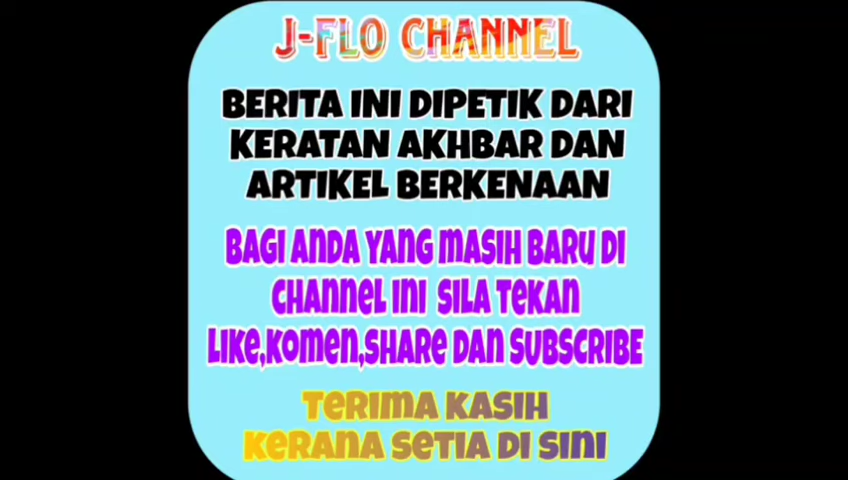 J-FLO CHANNEL
BERITA INI DIPETIK DARI
KERATAN AKHBAR DAN
ARTIKEL BERKENAAN
BAGI ANDA YANG MASIH BARU DI
CHANNEL INI SILA TEKAN
LIKE,KOMEN,SHARE DAN SUBSCRIBE
TERIMA KASIH
KERANA SETIA DI SINI